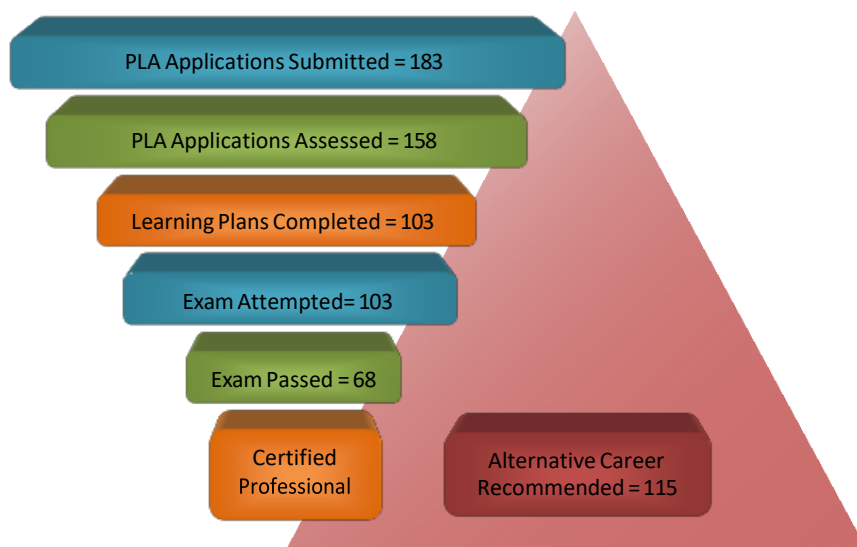 PLA Applications Submitted = 183
PLA Applications Assessed = 158
Learning Plans Completed = 103
Exam Attempted= 103
Exam Passed = 68
Certified
Professional
Alternative Career
Recommended = 115